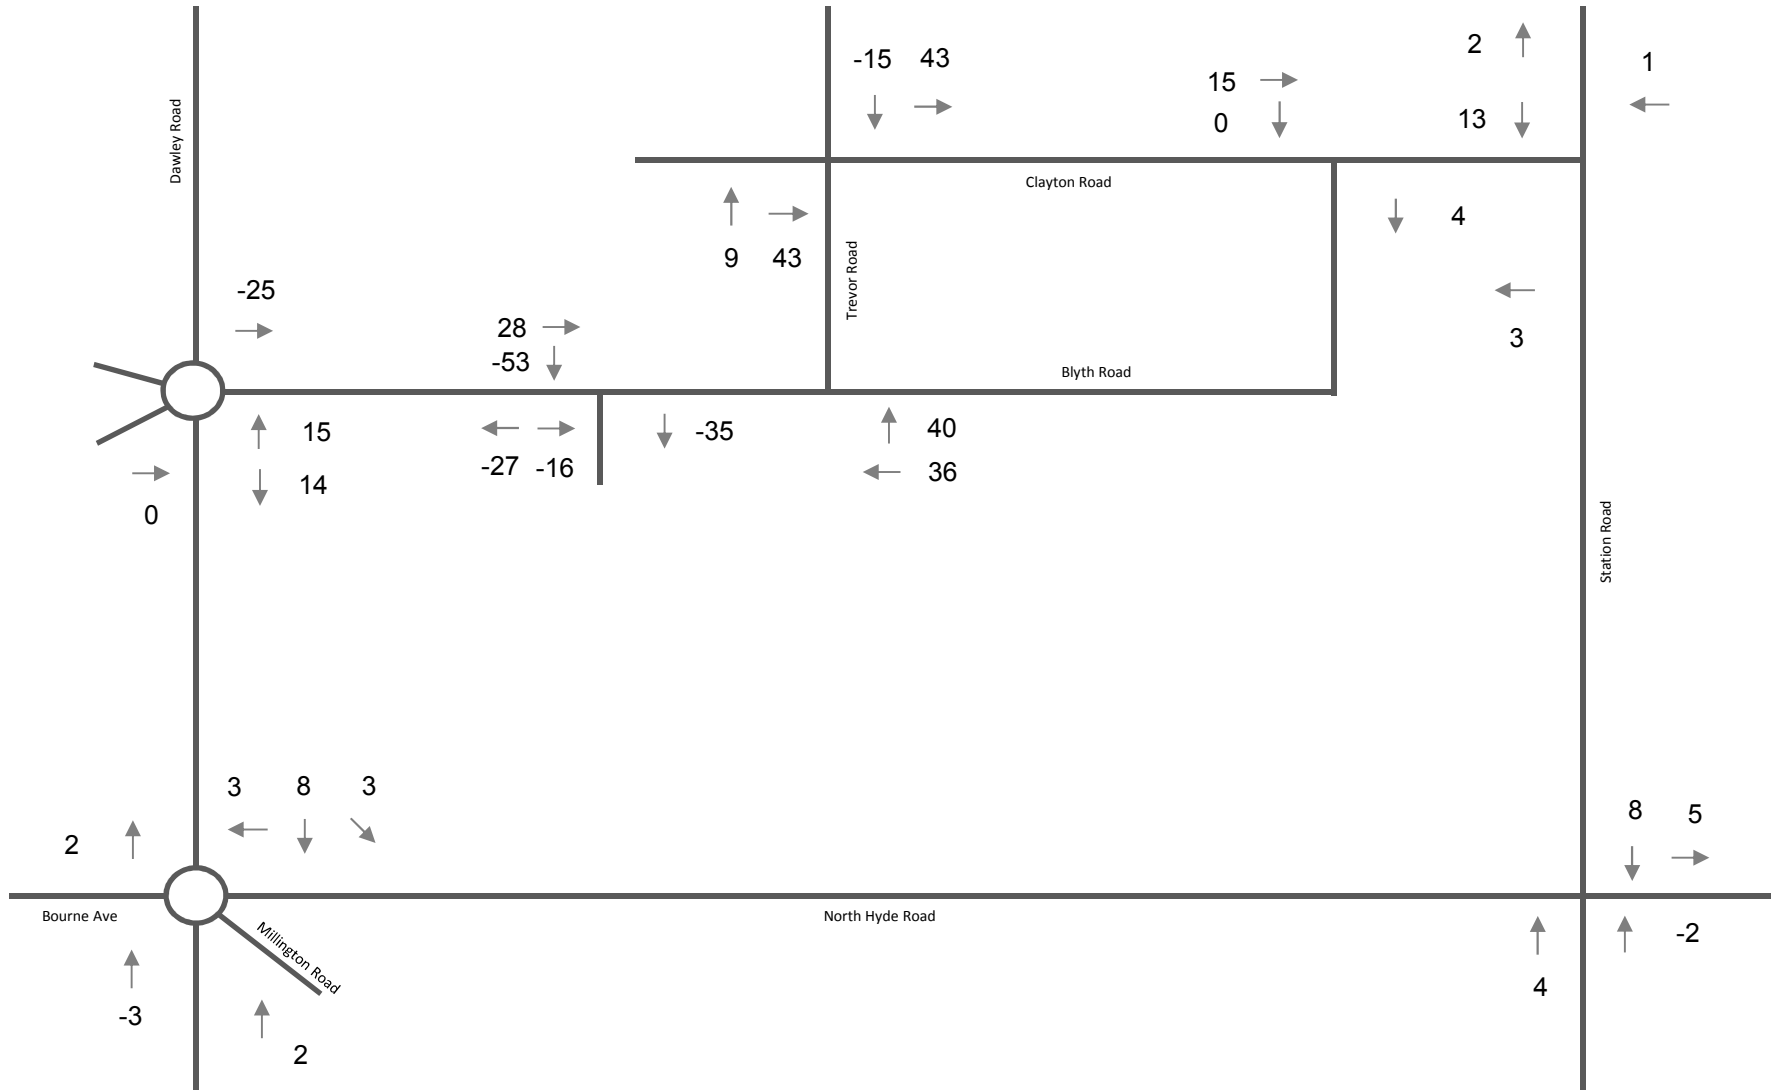 Dawley Road
-15 43
2
1
15
0
13
Clayton Road
4
9 43
Trevor Road
-25
28
-53
3
Blyth Road
15
-27 -16
-35
40
36
14
0
Station Road
3 8 3
2
8 5
Bourne Ave
North Hyde Road
Millington Road
-2
4
-3
2